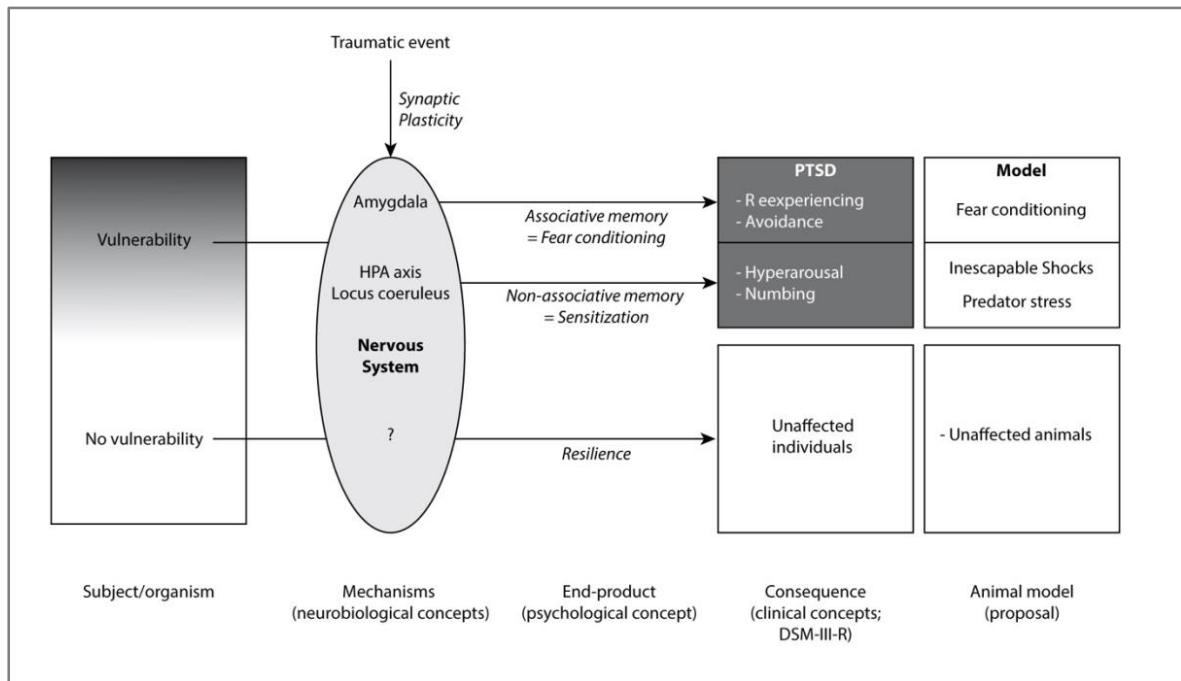 Traumatic event
Synaptic
Plasticity
Vulnerability
No vulnerability
Amygdala
HPA axis
Locus coeruleus
Nervous
System
?
Associative memory
= Fear conditioning
Non-associative memory
= Sensitization
Resilience
PTSD
- R eexperiencing
- Avoidance
- Hyperarousal
- Numbing
Unaffected
individuals
Model
Fear conditioning
Inescapable Shocks
Predator stress
- Unaffected animals
Subject/organism
Mechanisms
(neurobiological concepts)
End-product
(psychological concept)
Consequence
(clinical concepts;
DSM-III-R)
Animal model
(proposal)